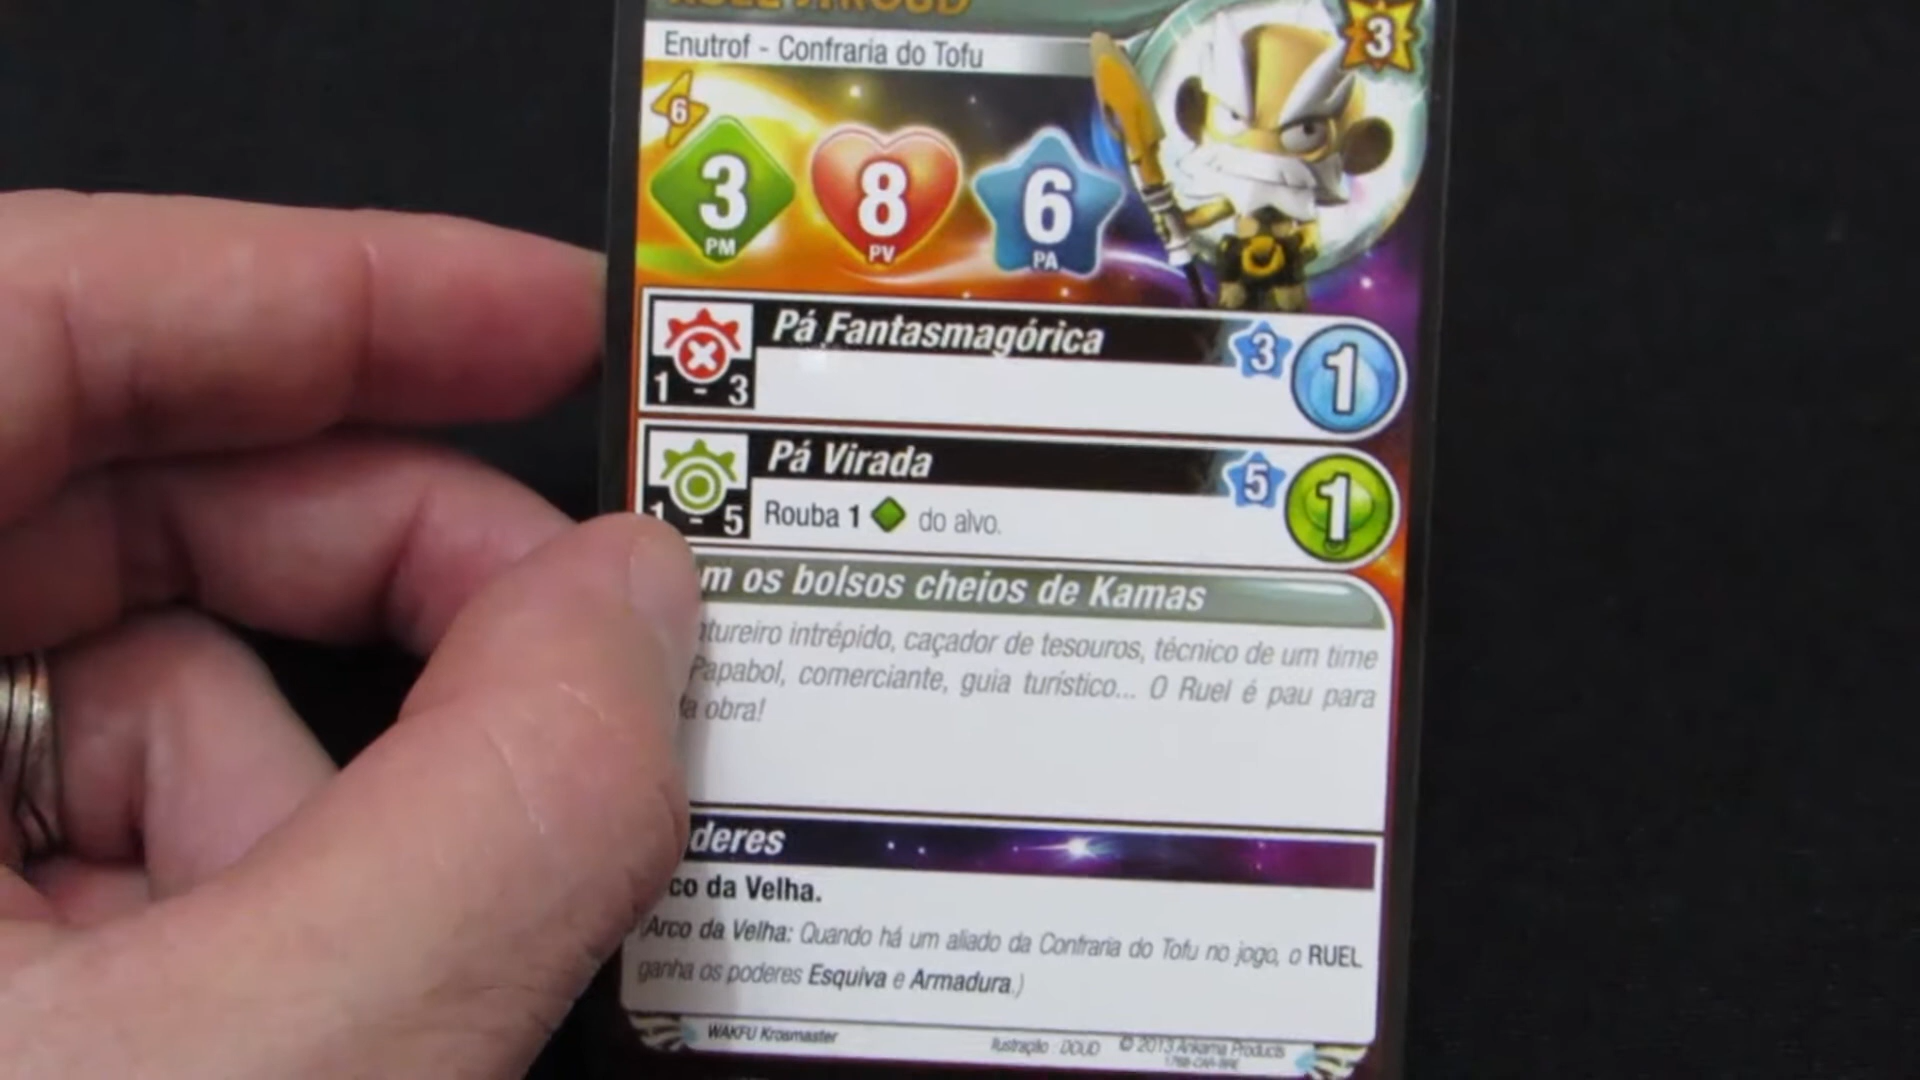 Enutrof - Confraria do Tofu
3
6
3 8 6
PM PV PA
Pá Fantasmagórica 3 1
1 - 3
Pá Virada 5 1
1 - 5 Rouba 1 do alvo.
m os bolsos cheios de Kamas
tureiro intrépido, caçador de tesouros, técnico de um time
Papabol, comerciante, guia turístico... O Ruel é pau para
a obra!
deres
co da Velha.
(Arco da Velha: Quando há um aliado da Confraria do Tofu no jogo, o RUEL
ganha os poderes Esquiva e Armadura.)
WAKFU Krosmaster Ilustração : DOUD © 2013 Ankama Products